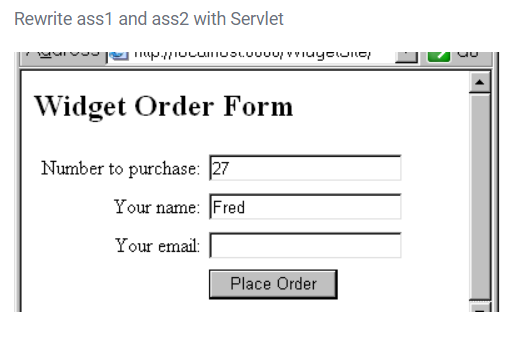 Rewrite ass1 and ass2 with Servlet
Address http://localhost:8080/WidgetSite/ Go
Widget Order Form
Number to purchase: 27
Your name: Fred
Your email:
Place Order